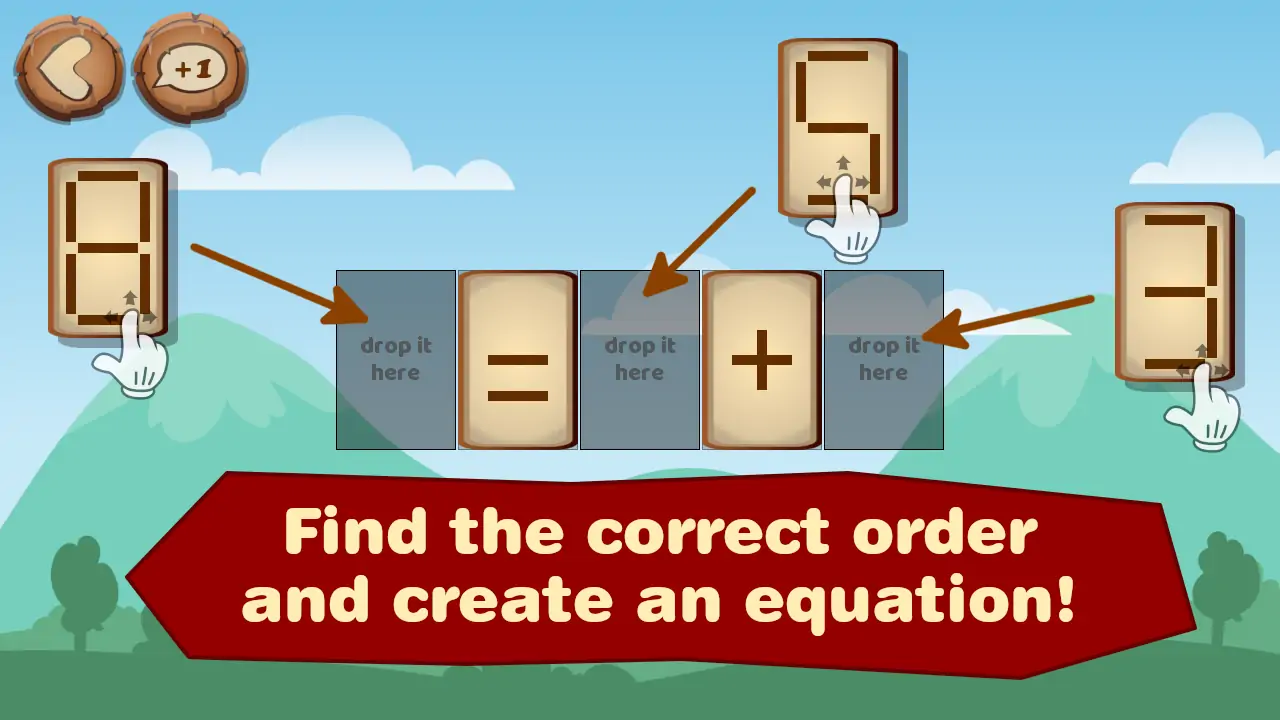 +1
5
8
3
drop it
here
=
drop it
here
+
drop it
here
Find the correct order
and create an equation!